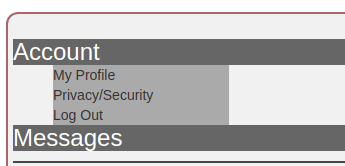 Account
My Profile
Privacy/Security
Log Out
Messages